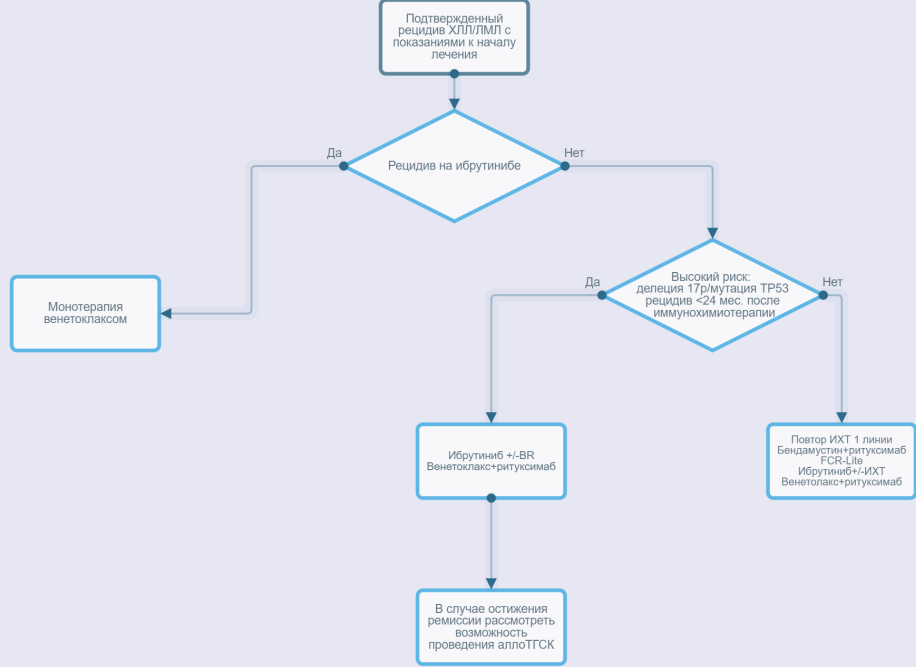 Подтвержденный
рецидив ХЛЛ/ЛМЛ с
показаниями к началу
лечения
Да
Рецидив на ибрутинибе
Нет
Монотерапия
венетоклаксом
Да
Высокий риск:
делеция 17p/мутация TP53
рецидив <24 мес. после
иммунохимиотерапии
Нет
Ибрутиниб +/-BR
Венетоклакс+ритуксимаб
Повтор ИХТ 1 линии
Бендамустин+ритуксимаб
FCR-Lite
Ибрутиниб+/-ИХТ
Венетолакс+ритуксимаб
В случае остижения
ремиссии рассмотреть
возможность
проведения аллоТГСК